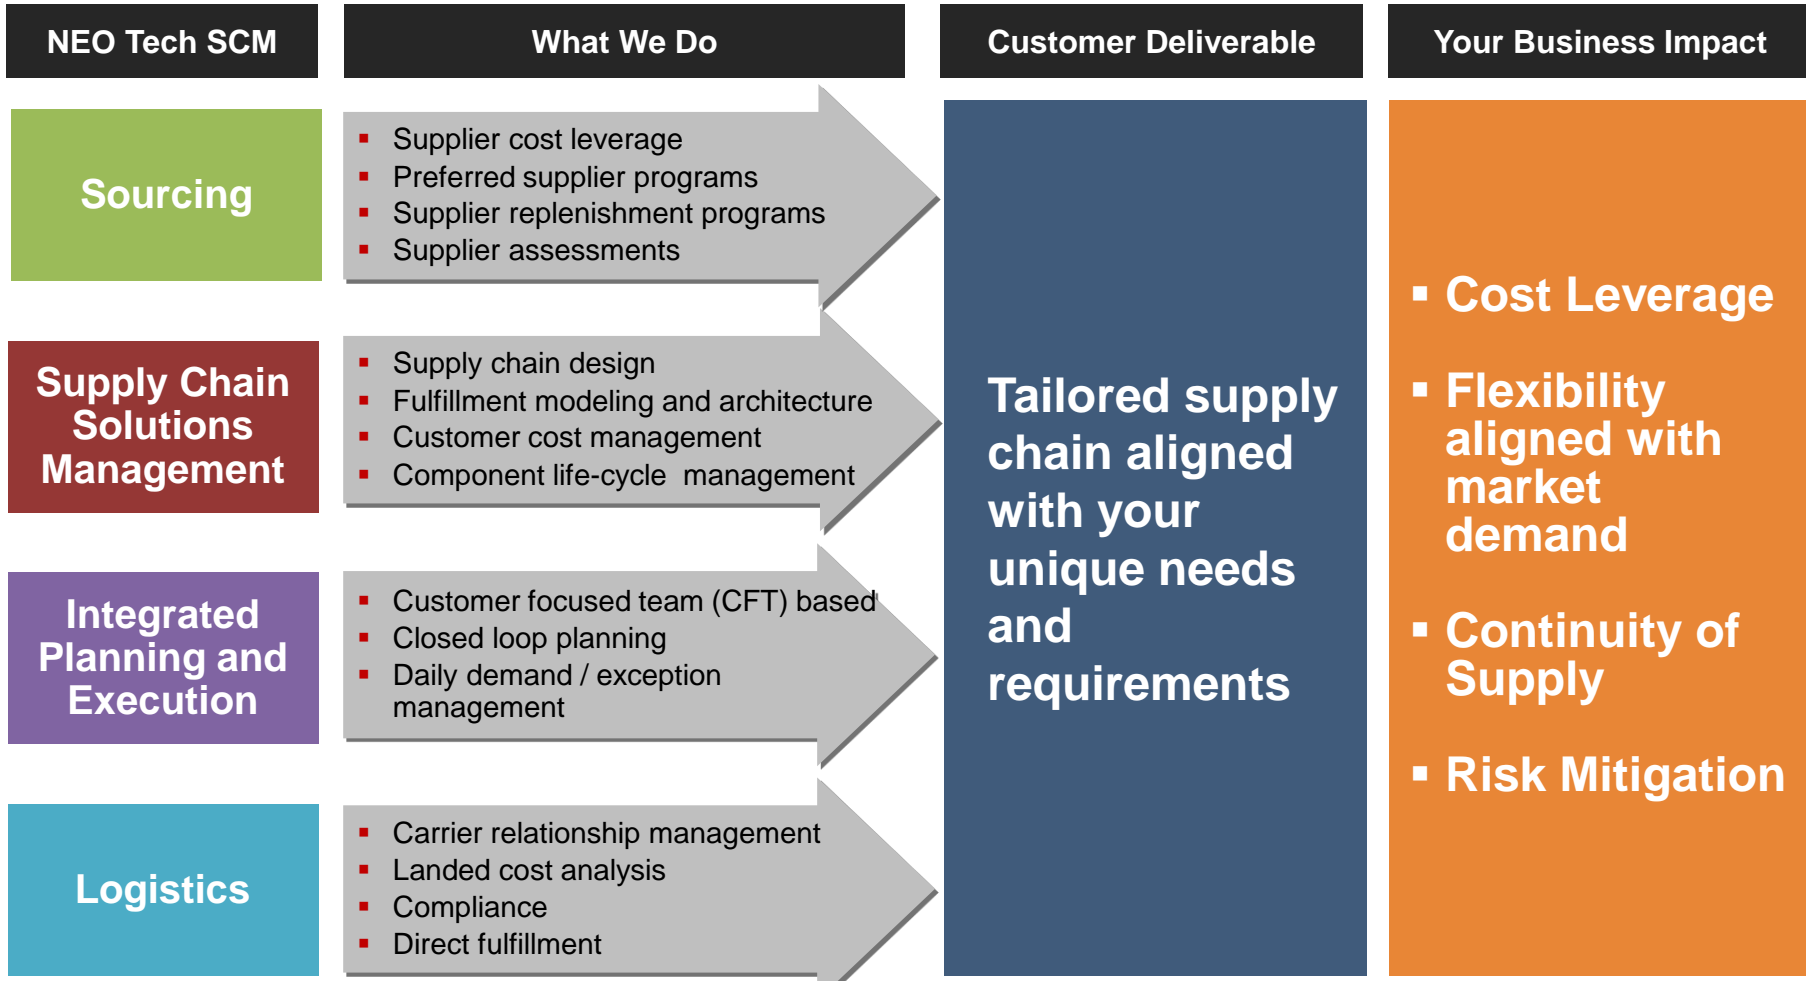 NEO Tech SCM
What We Do
Customer Deliverable
Your Business Impact
Sourcing
▪ Supplier cost leverage
▪ Preferred supplier programs
▪ Supplier replenishment programs
▪ Supplier assessments
Supply Chain
Solutions
Management
▪ Supply chain design
▪ Fulfillment modeling and architecture
▪ Customer cost management
▪ Component life-cycle  management
Integrated
Planning and
Execution
▪ Customer focused team (CFT) based
▪ Closed loop planning
▪ Daily demand / exception
management
Logistics
▪ Carrier relationship management
▪ Landed cost analysis
▪ Compliance
▪ Direct fulfillment
Tailored supply
chain aligned
with your
unique needs
and
requirements
▪ Cost Leverage
▪ Flexibility
aligned with
market
demand
▪ Continuity of
Supply
▪ Risk Mitigation